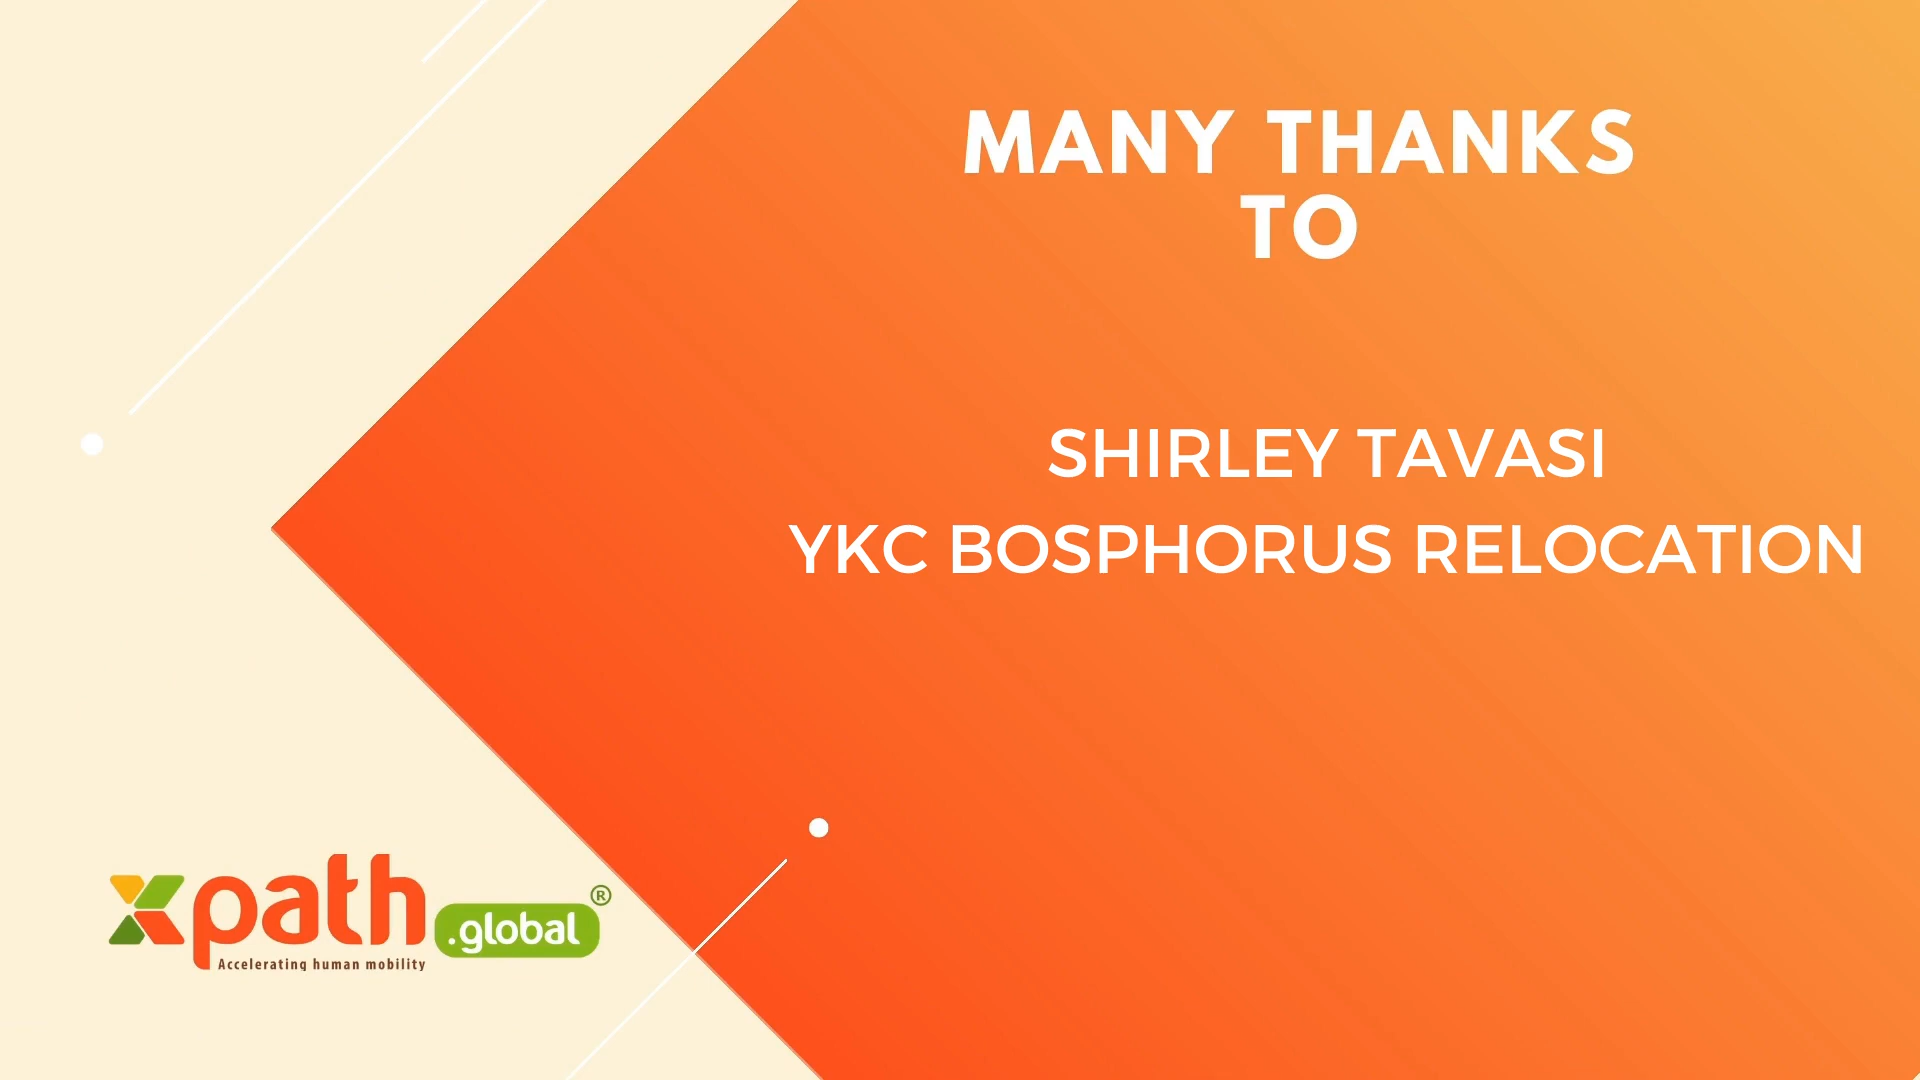 MANY THANKS
TO
SHIRLEY TAVASI
YKC BOSPHORUS RELOCATION
xpath.global®
Accelerating human mobility